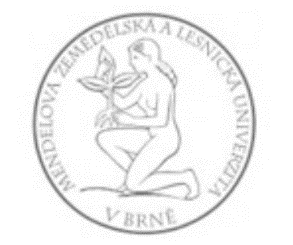 MENDELOVA ZEMĚDĚLSKÁ A LESNICKÁ UNIVERZITA
V BRNĚ